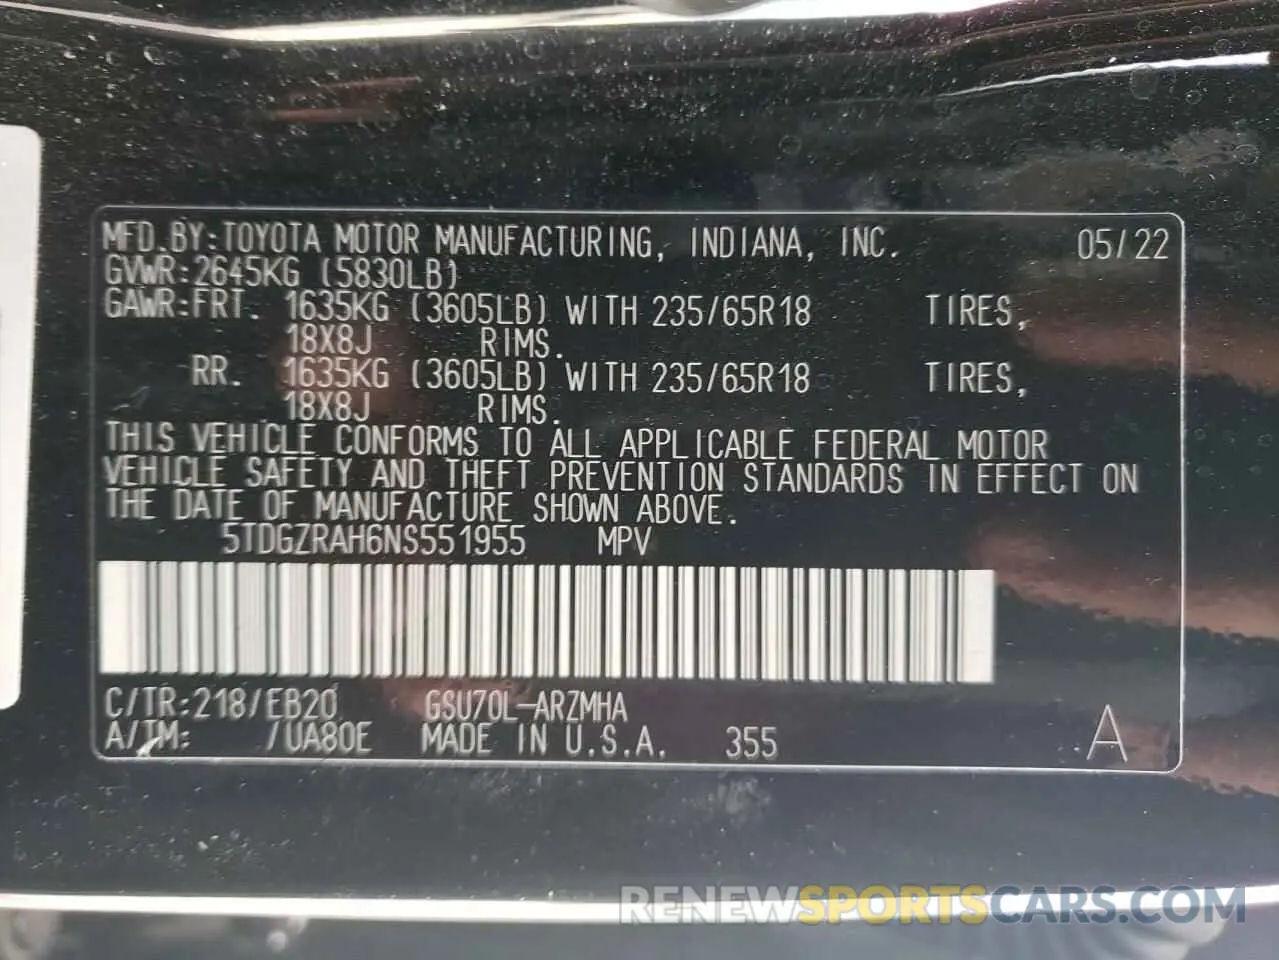 MFD.BY:TOYOTA MOTOR MANUFACTURING, INDIANA, INC. 05/22
GVWR:2645KG (5830LB)
GAWR:FRT. 1635KG (3605LB) WITH 235/65R18 TIRES,
18X8J RIMS.
RR. 1635KG (3605LB) WITH 235/65R18 TIRES,
18X8J RIMS.
THIS VEHICLE CONFORMS TO ALL APPLICABLE FEDERAL MOTOR
VEHICLE SAFETY AND THEFT PREVENTION STANDARDS IN EFFECT ON
THE DATE OF MANUFACTURE SHOWN ABOVE.
5TDGZRAH6NS551955 MPV
C/TR:218/EB20 GSU70L-ARZMHA
A/TM: /UA80E MADE IN U.S.A. 355 A
RENEWSPORTSCARS.COM